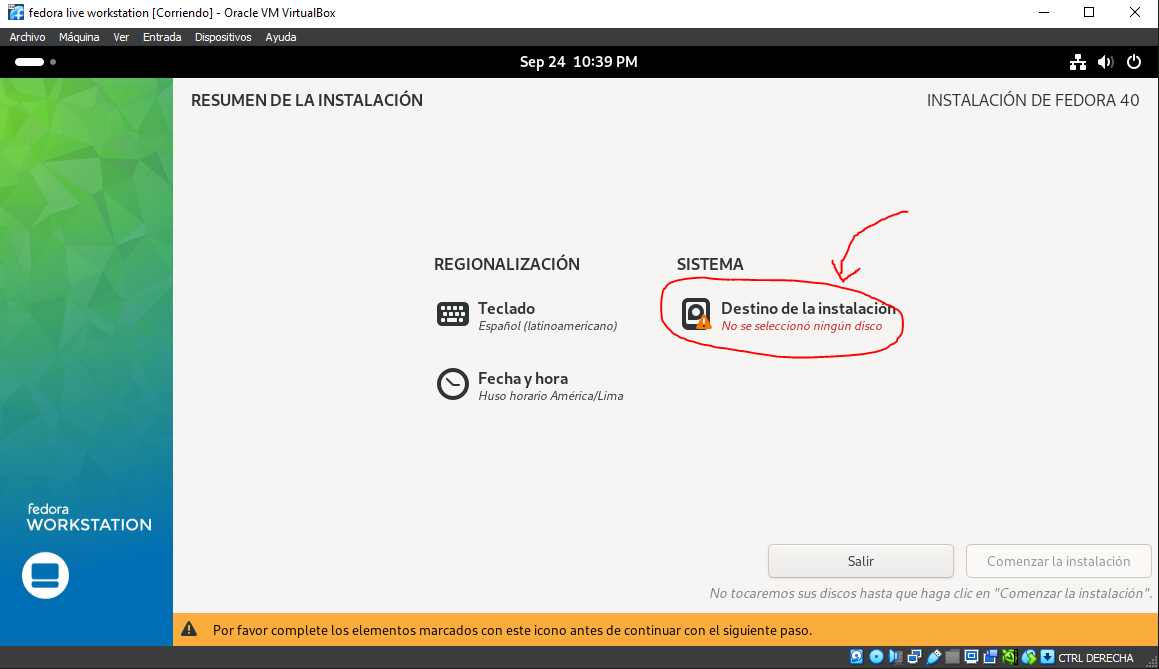 fedora live workstation [Corriendo] - Oracle VM VirtualBox
Archivo Máquina Ver Entrada Dispositivos Ayuda
Sep 24 10:39 PM
RESUMEN DE LA INSTALACIÓN
INSTALACIÓN DE FEDORA 40
REGIONALIZACIÓN
Teclado
Español (latinoamericano)
Fecha y hora
Huso horario América/Lima
SISTEMA
Destino de la instalación
No se seleccionó ningún disco
fedora
WORKSTATION
Salir
Comenzar la instalación
No tocaremos sus discos hasta que haga clic en "Comenzar la instalación".
Por favor complete los elementos marcados con este icono antes de continuar con el siguiente paso.
CTRL DERECHA